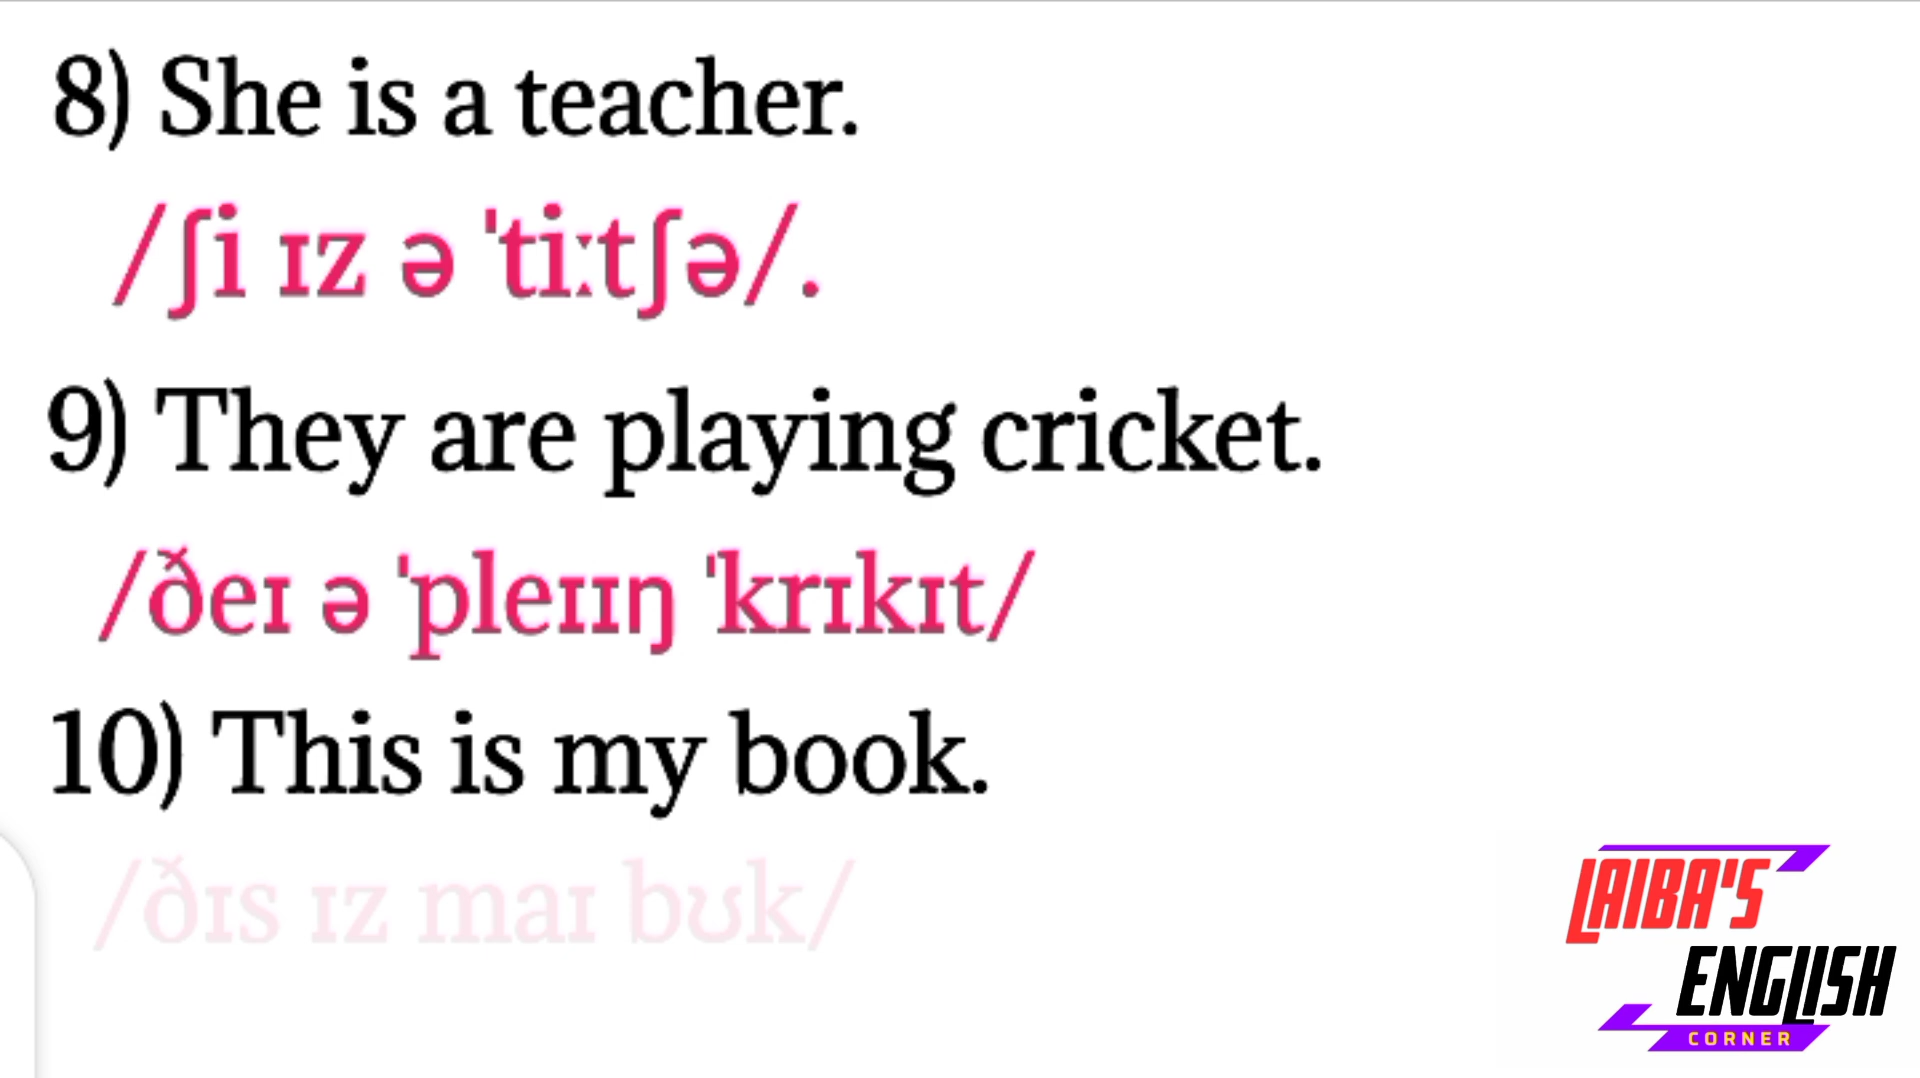 8) She is a teacher.
/ʃi ɪz ə ˈtiːtʃə/.
9) They are playing cricket.
/ðeɪ ə ˈpleɪɪŋ ˈkrɪkɪt/
10) This is my book.
/ðɪs ɪz maɪ bʊk/
LAIBA'S
ENGLISH
CORNER